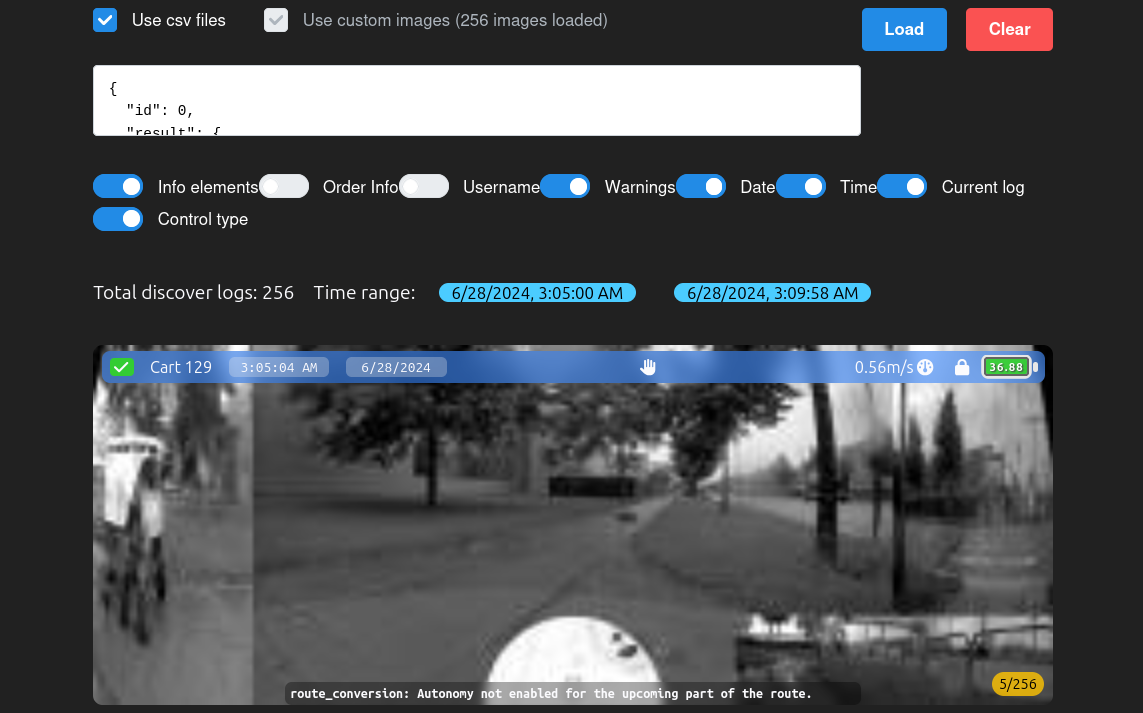 Use csv files Use custom images (256 images loaded) Load Clear
{
"id": 0,
"result": {
Info elements Order Info Username Warnings Date Time Current log
Control type
Total discover logs: 256 Time range: 6/28/2024, 3:05:00 AM 6/28/2024, 3:09:58 AM
Cart 129 3:05:04 AM 6/28/2024 0.56m/s 36.88
route_conversion: Autonomy not enabled for the upcoming part of the route.
5/256